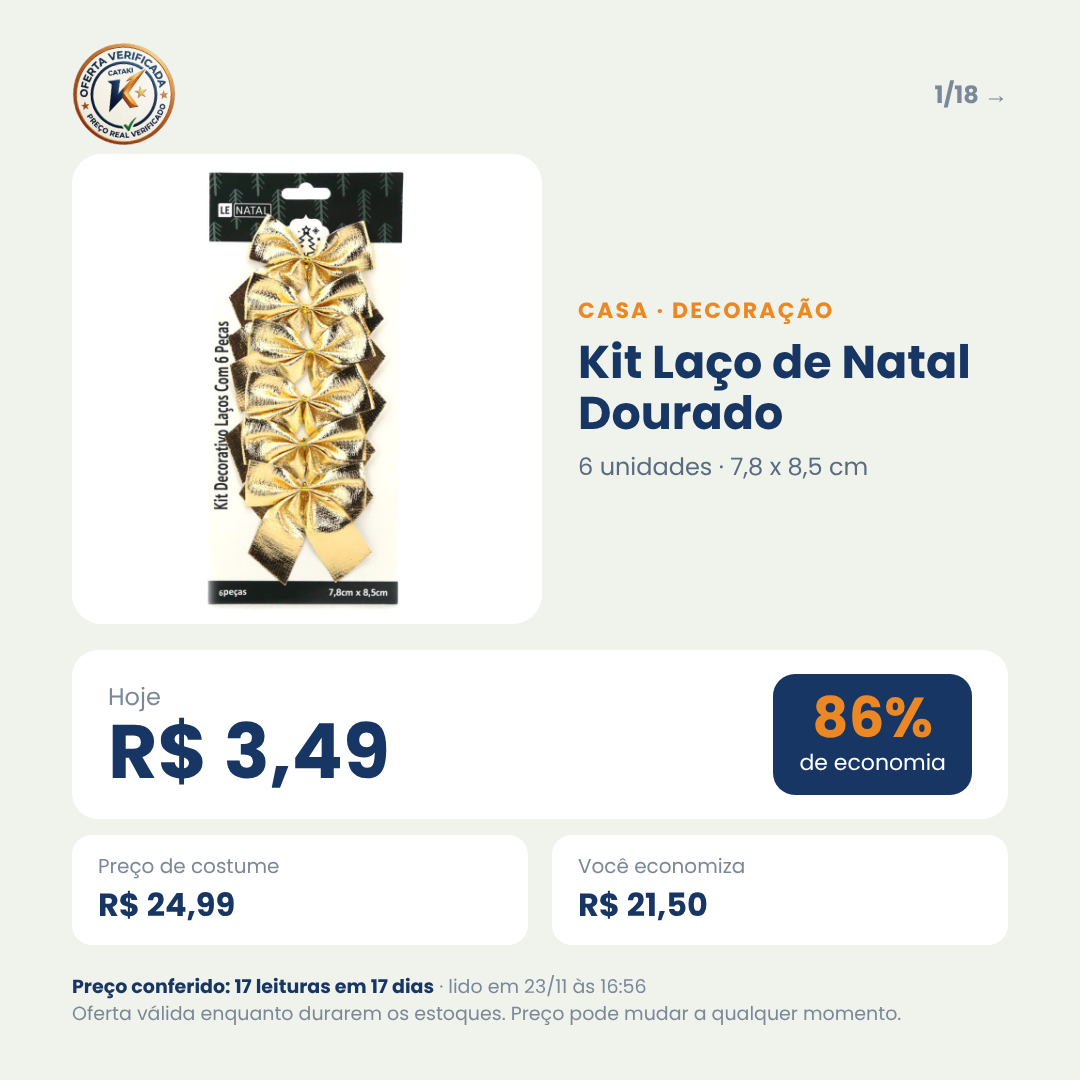 OFERTA VERIFICADA
CATAKI
K
PREÇO REAL VERIFICADO
1/18 →
LE NATAL
Kit Decorativo Laços Com 6 Peças
6peças
7,8cm x 8,5cm
CASA · DECORAÇÃO
Kit Laço de Natal
Dourado
6 unidades · 7,8 x 8,5 cm
Hoje
R$ 3,49
86%
de economia
Preço de costume
R$ 24,99
Você economiza
R$ 21,50
Preço conferido: 17 leituras em 17 dias · lido em 23/11 às 16:56
Oferta válida enquanto durarem os estoques. Preço pode mudar a qualquer momento.